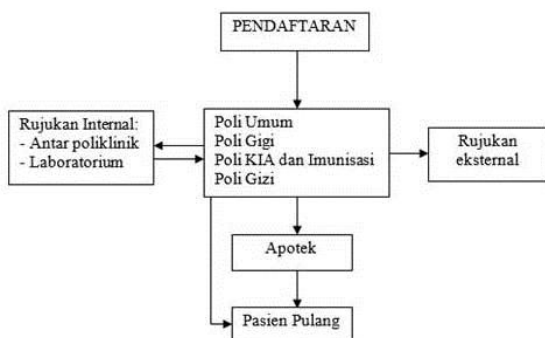 PENDAFTARAN
Rujukan Internal:
- Antar poliklinik
- Laboratorium
Poli Umum
Poli Gigi
Poli KIA dan Imunisasi
Poli Gizi
Rujukan
eksternal
Apotek
Pasien Pulang